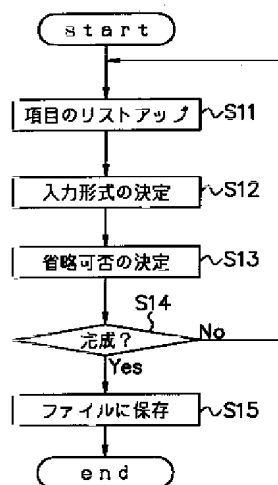 start
項目のリストアップ
S11
入力形式の決定
S12
省略可否の決定
S13
S14
完成？
No
Yes
ファイルに保存
S15
end